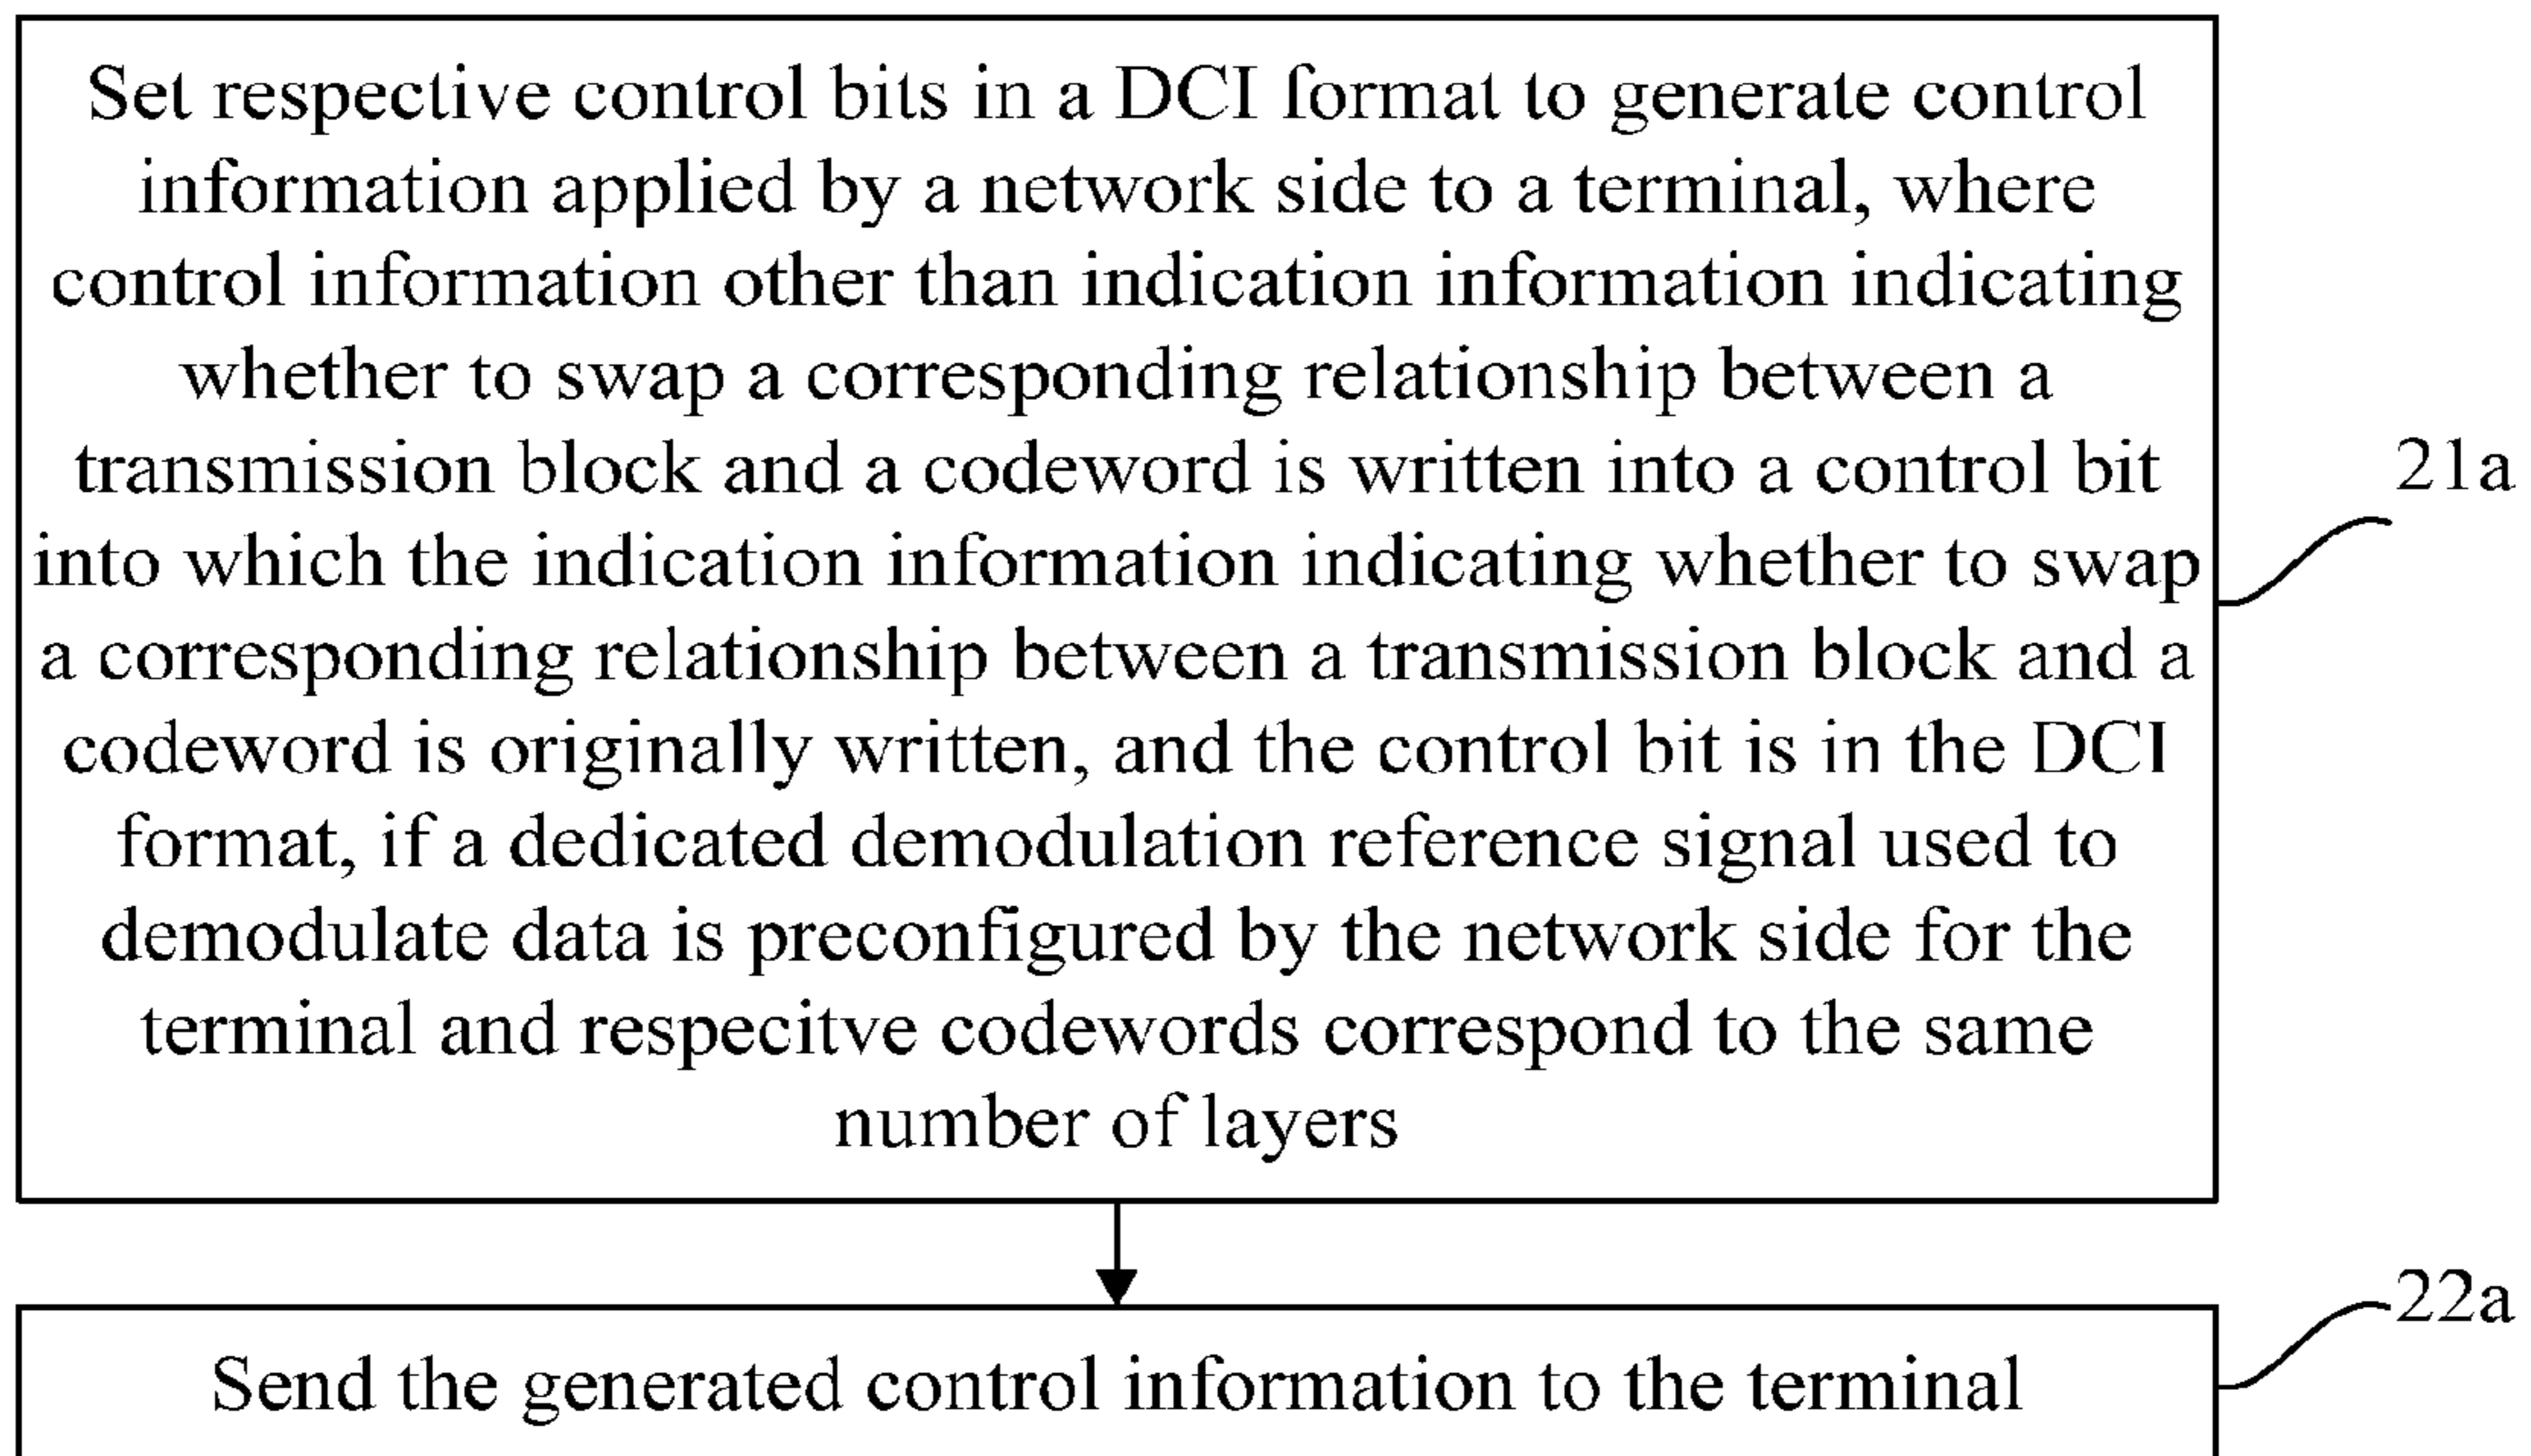 Set respective control bits in a DCI format to generate control
information applied by a network side to a terminal, where
control information other than indication information indicating
whether to swap a corresponding relationship between a
transmission block and a codeword is written into a control bit
into which the indication information indicating whether to swap
a corresponding relationship between a transmission block and a
codeword is originally written, and the control bit is in the DCI
format, if a dedicated demodulation reference signal used to
demodulate data is preconfigured by the network side for the
terminal and respecitve codewords correspond to the same
number of layers
21a
Send the generated control information to the terminal
22a